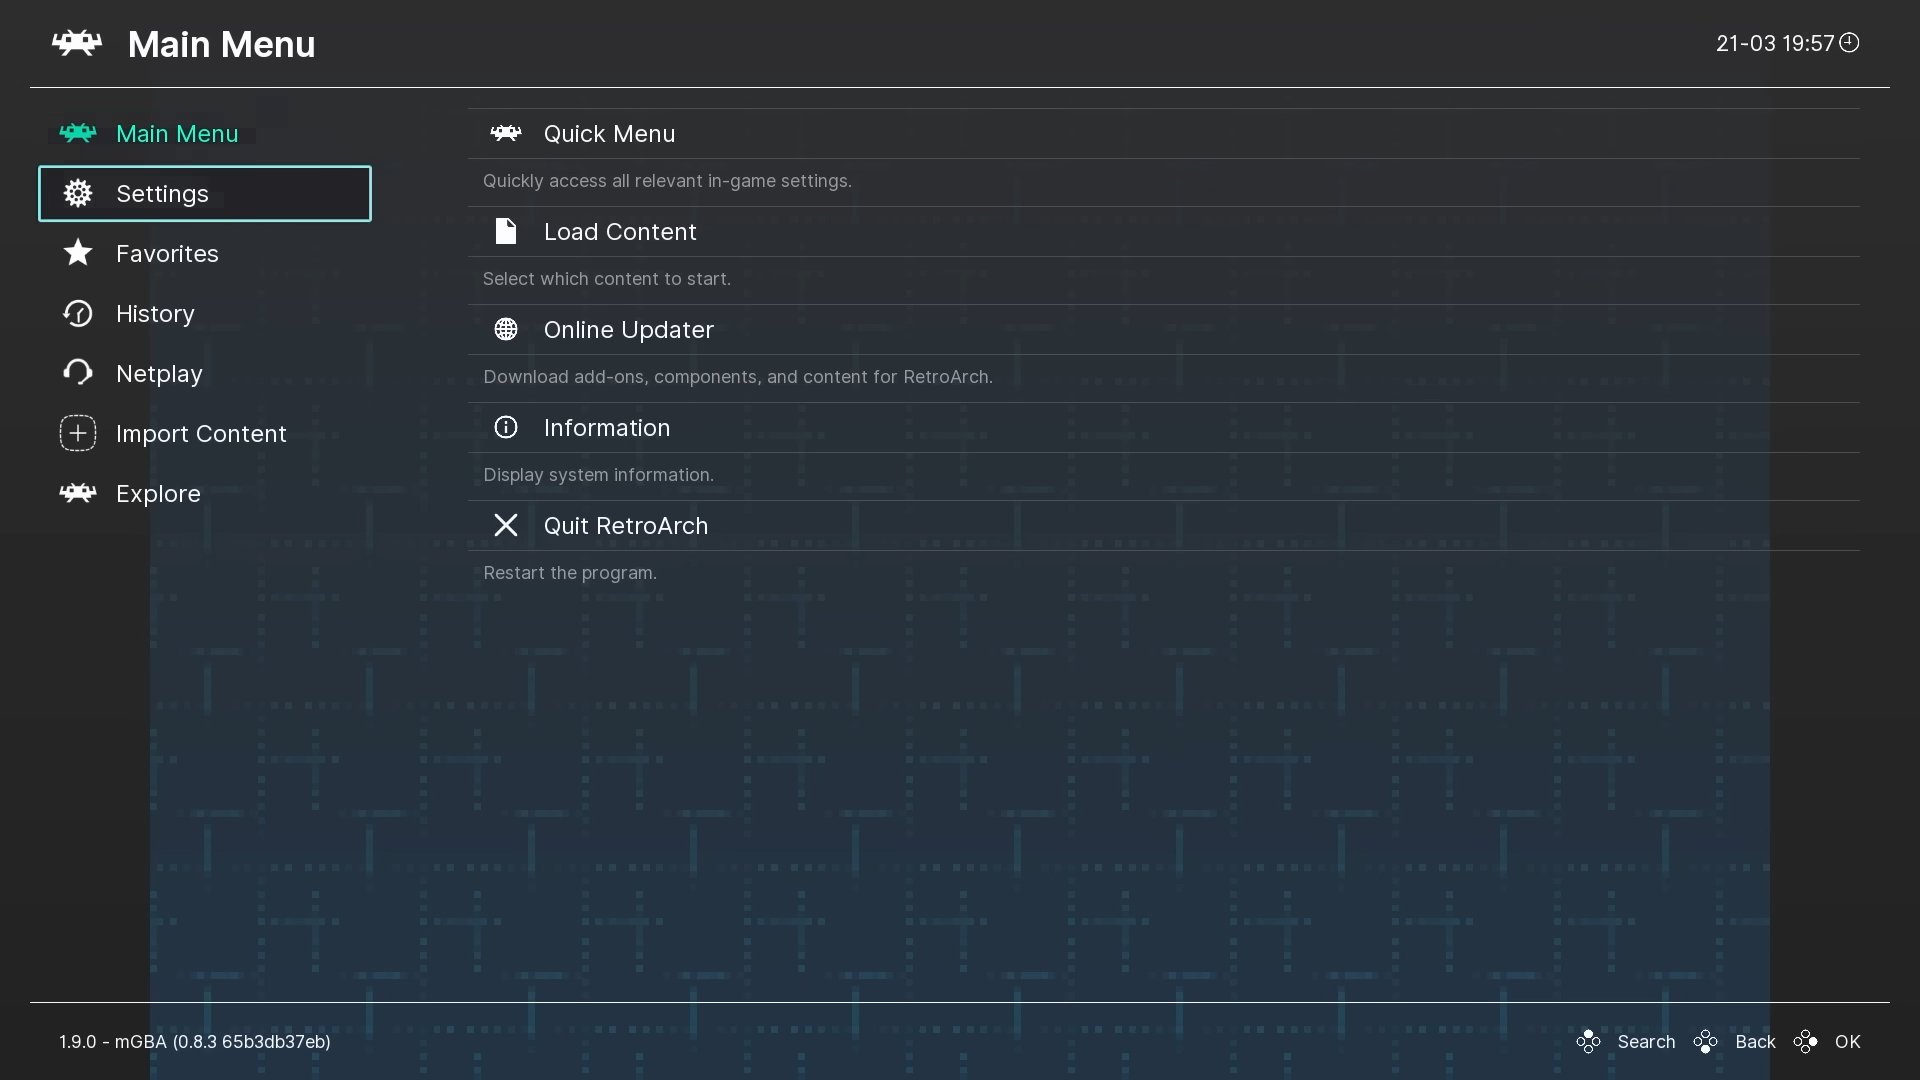 Main Menu
21-03 19:57
Main Menu
Settings
Favorites
History
Netplay
Import Content
Explore
Quick Menu
Quickly access all relevant in-game settings.
Load Content
Select which content to start.
Online Updater
Download add-ons, components, and content for RetroArch.
Information
Display system information.
Quit RetroArch
Restart the program.
1.9.0 - mGBA (0.8.3 65b3db37eb)
Search Back OK